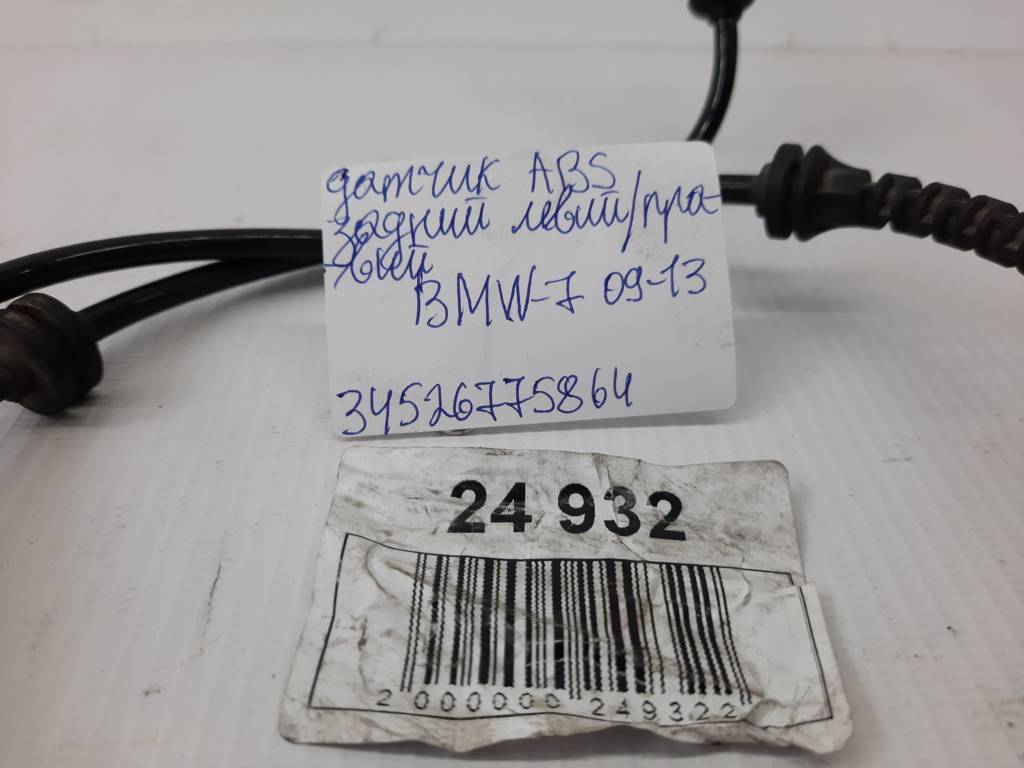 датчик ABS
задний левый/пра-
-вый
BMW-7 09-13
34526775864
24 932
2 000000 249322